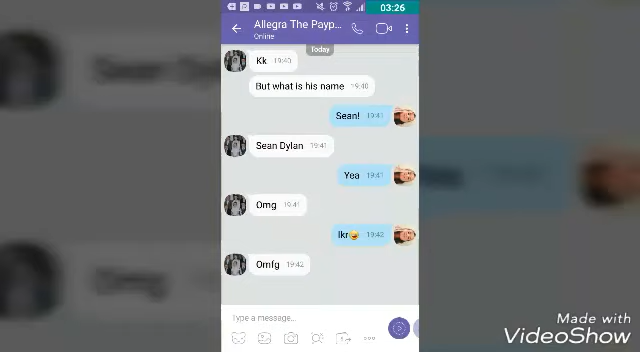 03:26
Allegra The Payp...
Online
Today
Kk 19:40
But what is his name 19:40
Sean! 19:41
Sean Dylan 19:41
Yea 19:41
Omg 19:41
Ikr😂 19:42
Omfg 19:42
Type a message...
Made with
VideoShow